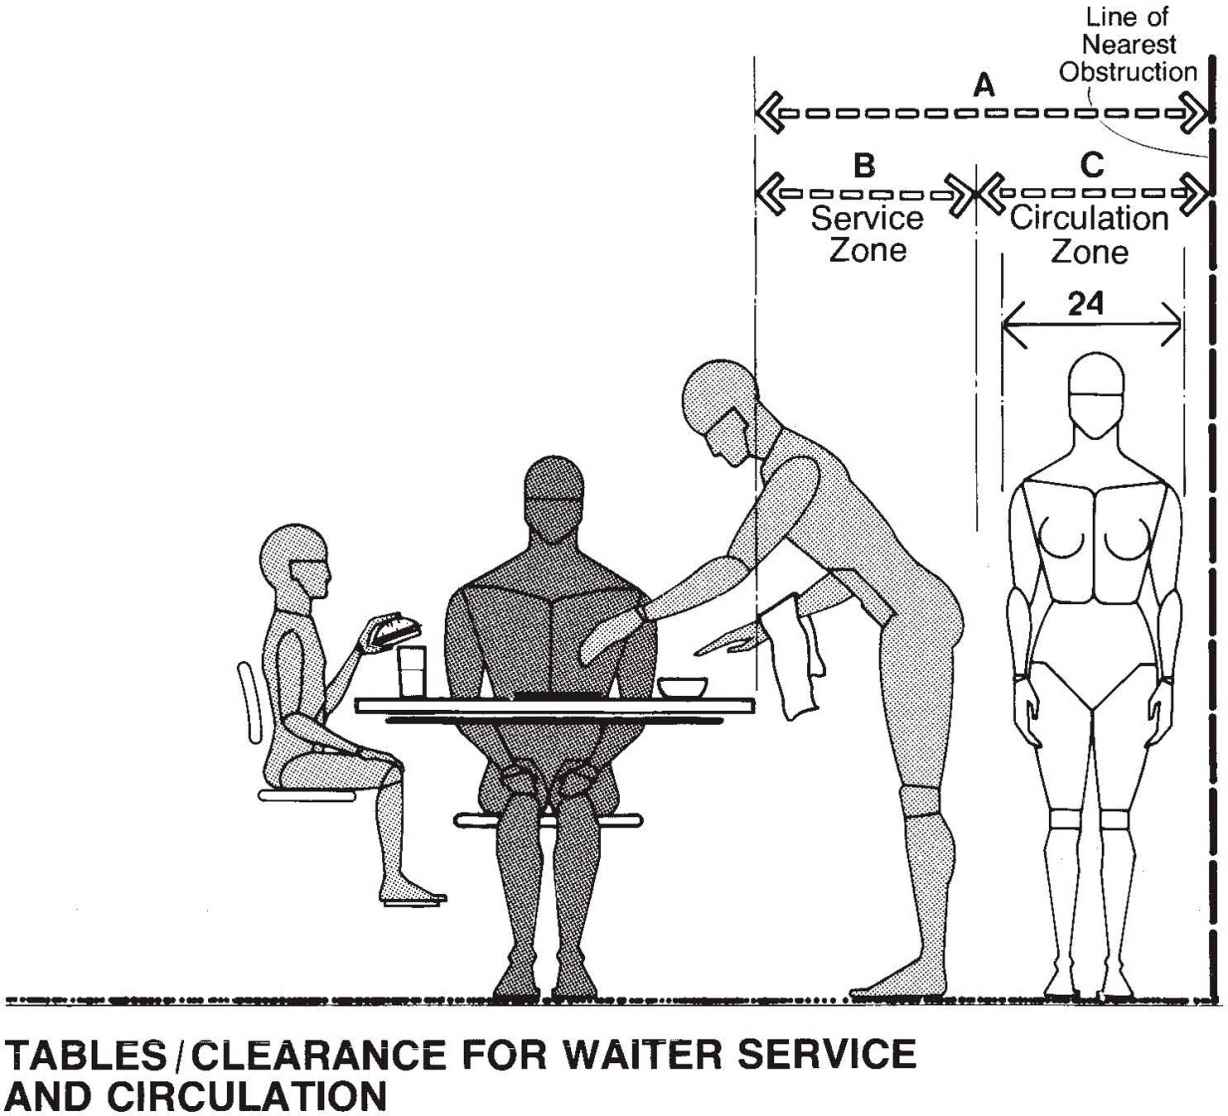 Line of
Nearest
Obstruction
A
B
C
Service
Zone
Circulation
Zone
24
TABLES/CLEARANCE FOR WAITER SERVICE
AND CIRCULATION